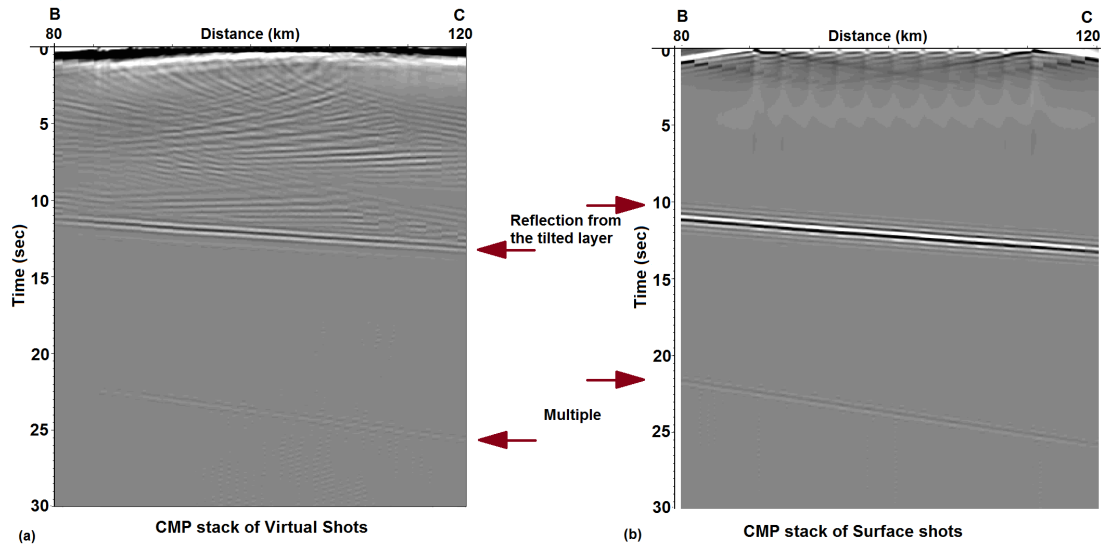 B C
Distance (km)
80 120
0
5
10
15
20
25
30
Time (sec)
(a)
CMP stack of Virtual Shots
Reflection from
the tilted layer
Multiple
B C
Distance (km)
80 120
0
5
10
15
20
25
30
Time (sec)
(b)
CMP stack of Surface shots